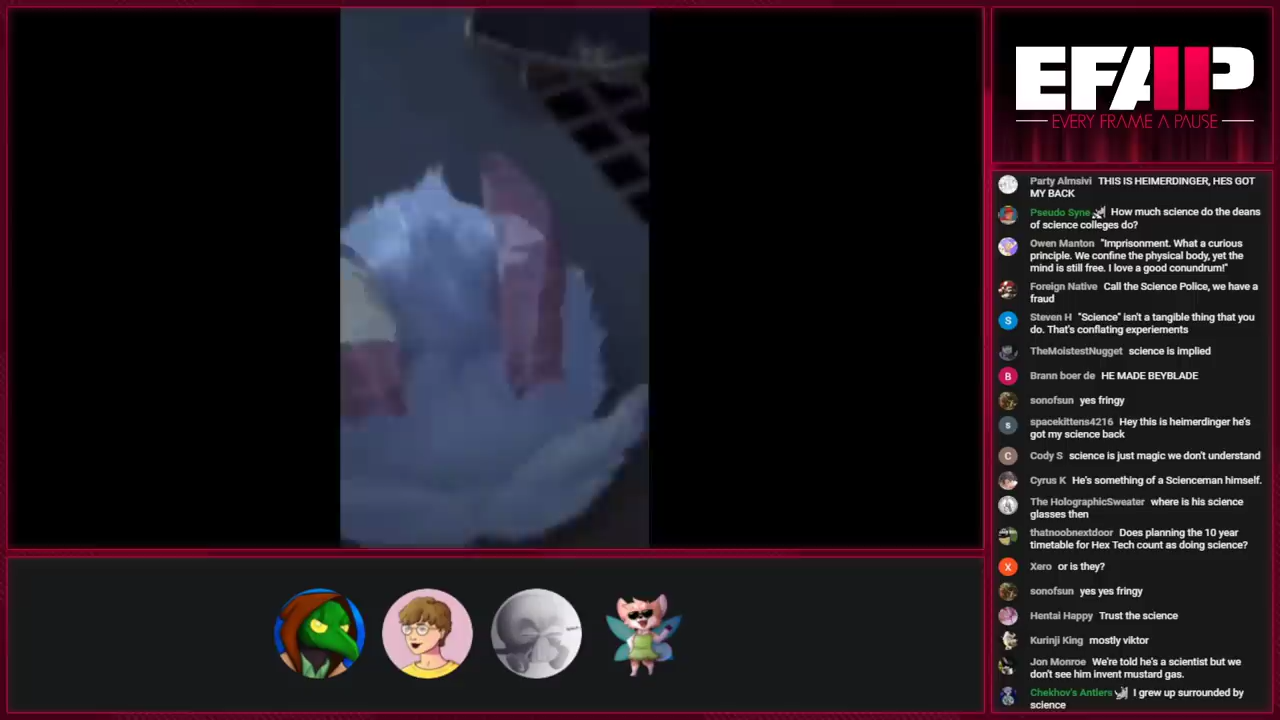 EFAP
EVERY FRAME A PAUSE
Party Almsivi THIS IS HEIMERDINGER, HES GOT
MY BACK
Pseudo Syne How much science do the deans
of science colleges do?
Owen Manton "Imprisonment. What a curious
principle. We confine the physical body, yet the
mind is still free. I love a good conundrum!"
Foreign Native Call the Science Police, we have a
fraud
S Steven H "Science" isn't a tangible thing that you
do. That's conflating experiements
TheMoistestNugget science is implied
B Brann boer de HE MADE BEYBLADE
sonofsun yes fringy
s spacekittens4216 Hey this is heimerdinger he's
got my science back
C Cody S science is just magic we don't understand
Cyrus K He's something of a Scienceman himself.
The HolographicSweater where is his science
glasses then
thatnoobnextdoor Does planning the 10 year
timetable for Hex Tech count as doing science?
X Xero or is they?
sonofsun yes yes fringy
Hentai Happy Trust the science
Kurinji King mostly viktor
Jon Monroe We're told he's a scientist but we
don't see him invent mustard gas.
Chekhov's Antlers I grew up surrounded by
science